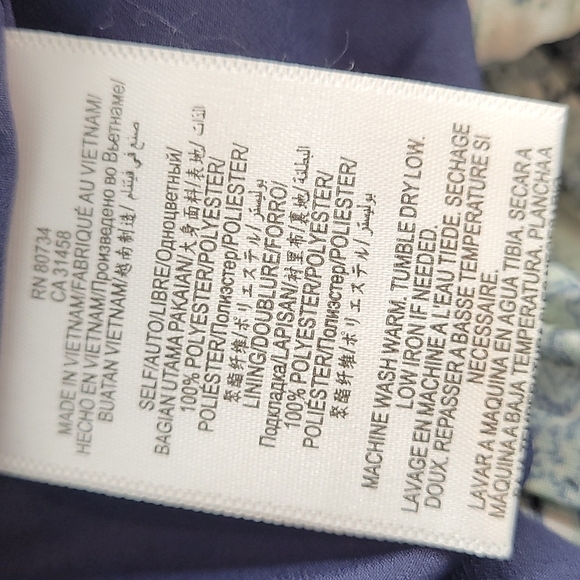 RN 80734
CA 31458
MADE IN VIETNAM/FABRIQUÉ AU VIETNAM/
HECHO EN VIETNAM/Произведено во Вьетнаме/
BUATAN VIETNAM/越南制造/ صنع في فيتنام/
SELF/AUTO/LIBRE/Одноцветный/
BAGIAN UTAMA PAKAIAN/大身面料/表地/ الذات/
100% POLYESTER/POLYESTER/
POLIÉSTER/Полиэстер/POLIESTER/
聚酯纤维/ポリエステル/ بوليستر/
LINING/DOUBLURE/FORRO/
Подкладка/LAPISAN/衬里布/裏地/ البطانة/
100% POLYESTER/POLYESTER/
POLIÉSTER/Полиэстер/POLIESTER/
聚酯纤维/ポリエステル/ بوليستر/
MACHINE WASH WARM. TUMBLE DRY LOW.
LOW IRON IF NEEDED.
LAVAGE EN MACHINE A L'EAU TIEDE. SECHAGE
DOUX. REPASSER A BASSE TEMPERATURE SI
NECESSAIRE.
LAVAR A MAQUINA EN AGUA TIBIA, SECAR A
MÁQUINA A BAJA TEMPERATURA. PLANCHA A